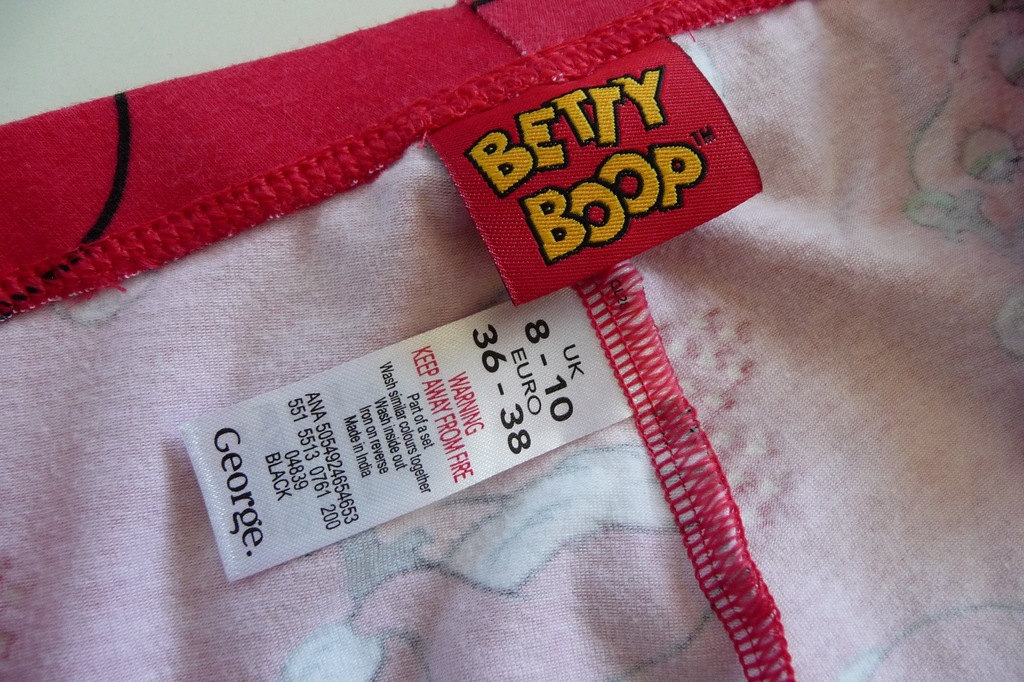 BETTY
BOOP™
UK
8 - 10
EURO
36 - 38
WARNING
KEEP AWAY FROM FIRE
Part of a set
Wash similar colours together
Wash inside out
Iron on reverse
Made in India
ANA 5054924654653
551 5513 0761 200
04839
BLACK
George.